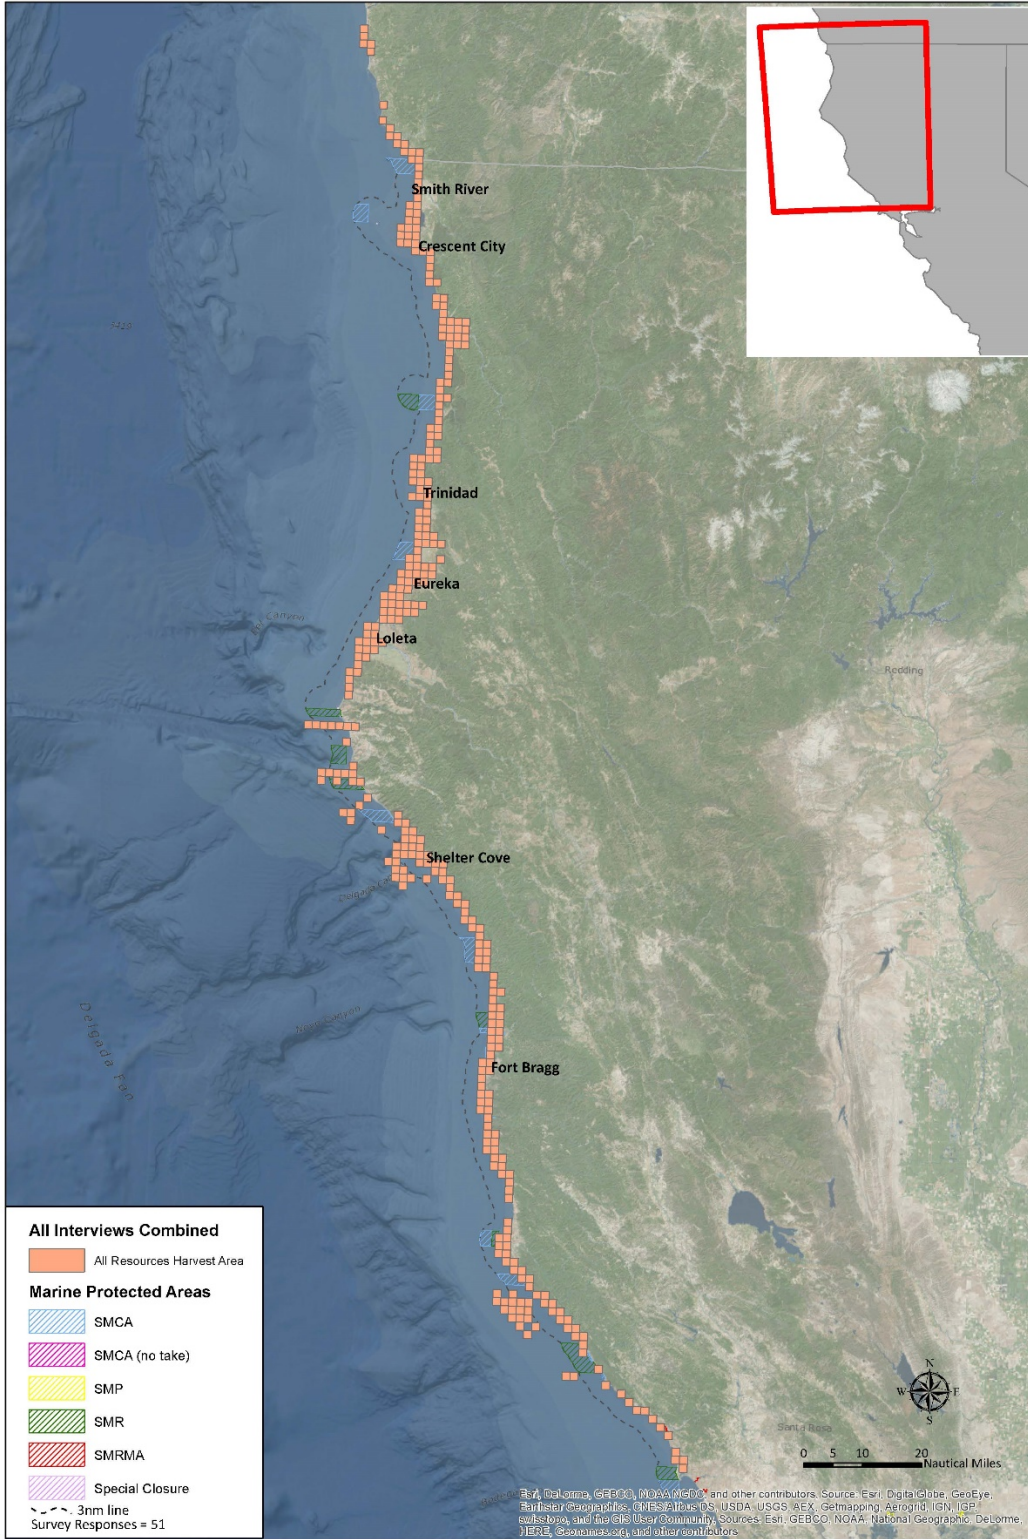 Smith River
Crescent City
Trinidad
Eureka
Loleta
Redding
Shelter Cove
Delgada
Delgada Fan
Fort Bragg
All Interviews Combined
All Resources Harvest Area
Marine Protected Areas
SMCA
SMCA (no take)
SMP
SMR
SMRMA
Special Closure
3nm line
Survey Responses = 51
N
W E
S
Santa Rosa
0 5 10 20
Nautical Miles
Esri, DeLorme, GEBCO, NOAA NGDC, and other contributors. Source: Esri, DigitalGlobe, GeoEye,
Earthstar Geographics, CNES/Airbus DS, USDA, USGS, AEX, Getmapping, Aerogrid, IGN, IGP,
swisstopo, and the GIS User Community, Sources: Esri, GEBCO, NOAA, National Geographic, DeLorme,
HERE, Geonames.org, and other contributors